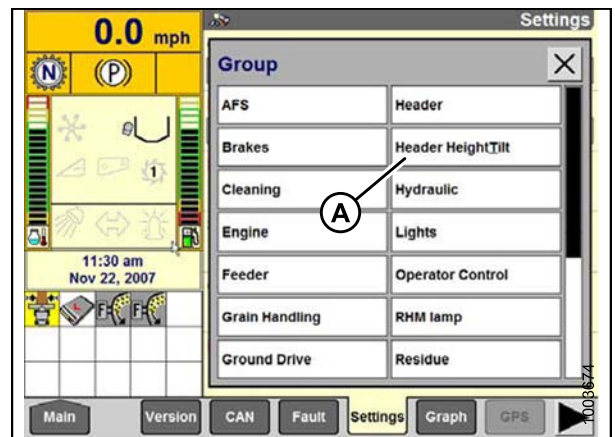 0.0 mph
Settings
N
(P)
Group
AFS
Header
Brakes
Header HeightTilt
Cleaning
Hydraulic
A
1
Engine
Lights
11:30 am
Nov 22, 2007
Feeder
Operator Control
F F
Grain Handling
RHM lamp
Ground Drive
Residue
1003674
Main Version CAN Fault Settings Graph GPS